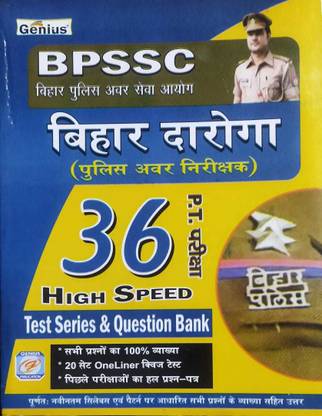 Genius
BPSSC
बिहार पुलिस अवर सेवा आयोग
बिहार दारोगा
(पुलिस अवर निरीक्षक)
36
P.T. परीक्षा
HIGH SPEED
Test Series & Question Bank
बिहार
पुलिस
GENIUS
• सभी प्रश्नों का 100% व्याख्या
• 20 सेट OneLiner क्विज टेस्ट
• पिछले परीक्षाओं का हल प्रश्न-पत्र
पूर्णतः नवीनतम सिलेबस एवं पैटर्न पर आधारित सभी प्रश्नों के व्याख्या सहित उत्तर